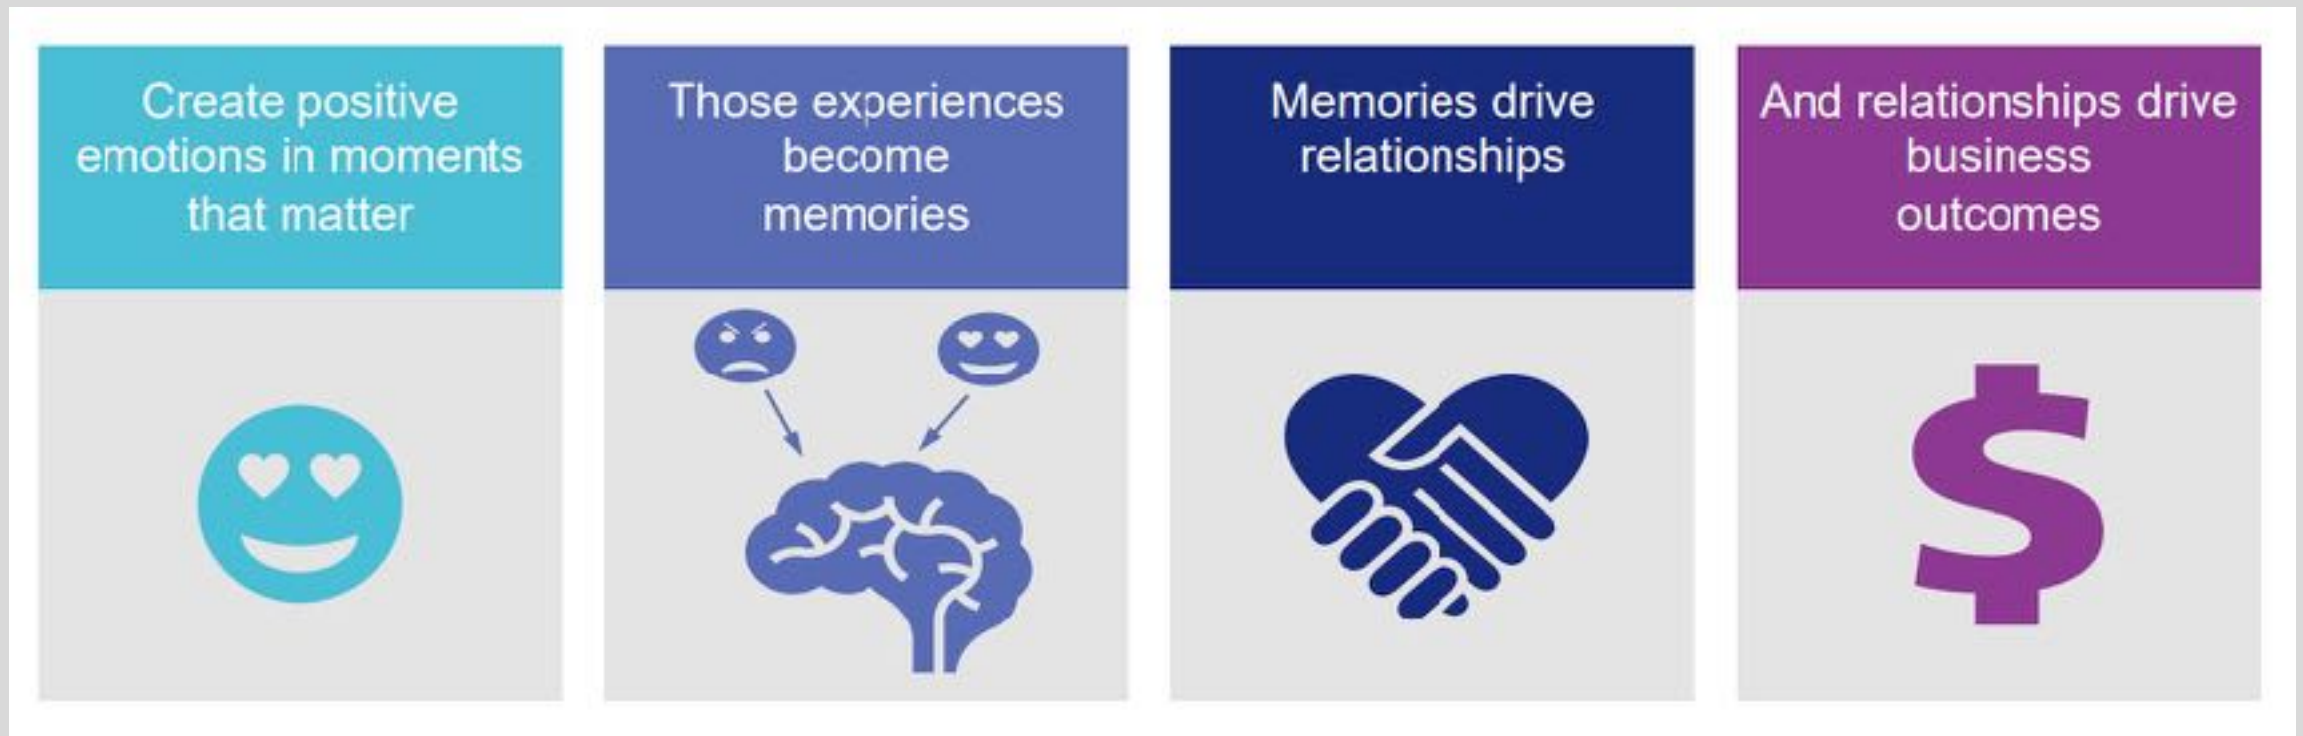 Create positive
emotions in moments
that matter
Those experiences
become
memories
Memories drive
relationships
And relationships drive
business
outcomes